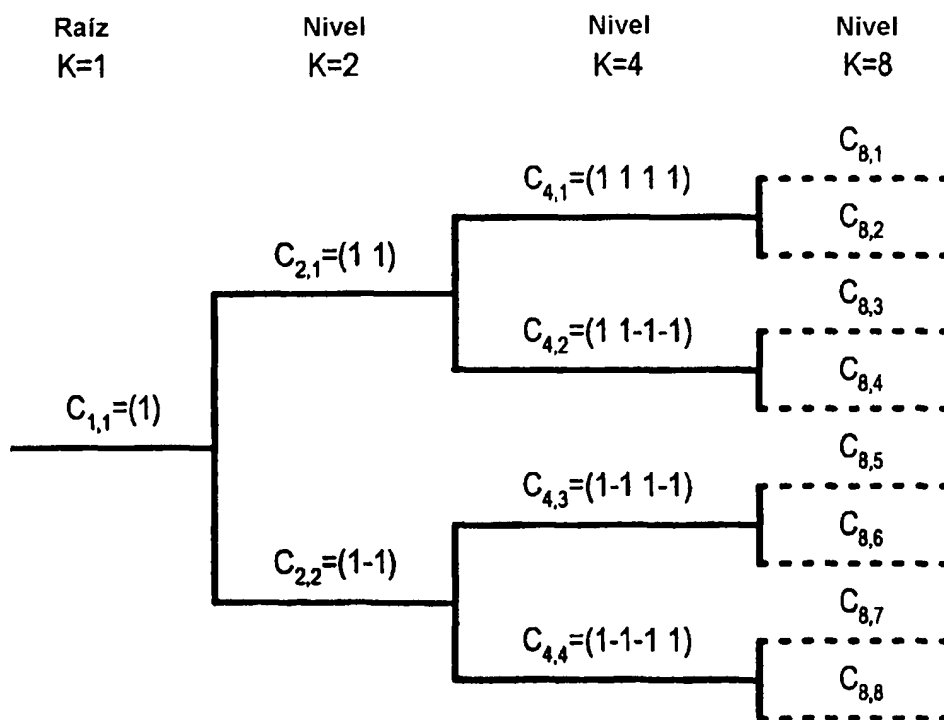 Raíz Nivel Nivel Nivel
K=1 K=2 K=4 K=8
C8,1
C4,1=(1 1 1 1)
C8,2
C2,1=(1 1)
C8,3
C4,2=(1 1-1-1)
C8,4
C1,1=(1)
C8,5
C4,3=(1-1 1-1)
C8,6
C2,2=(1-1)
C8,7
C4,4=(1-1-1 1)
C8,8